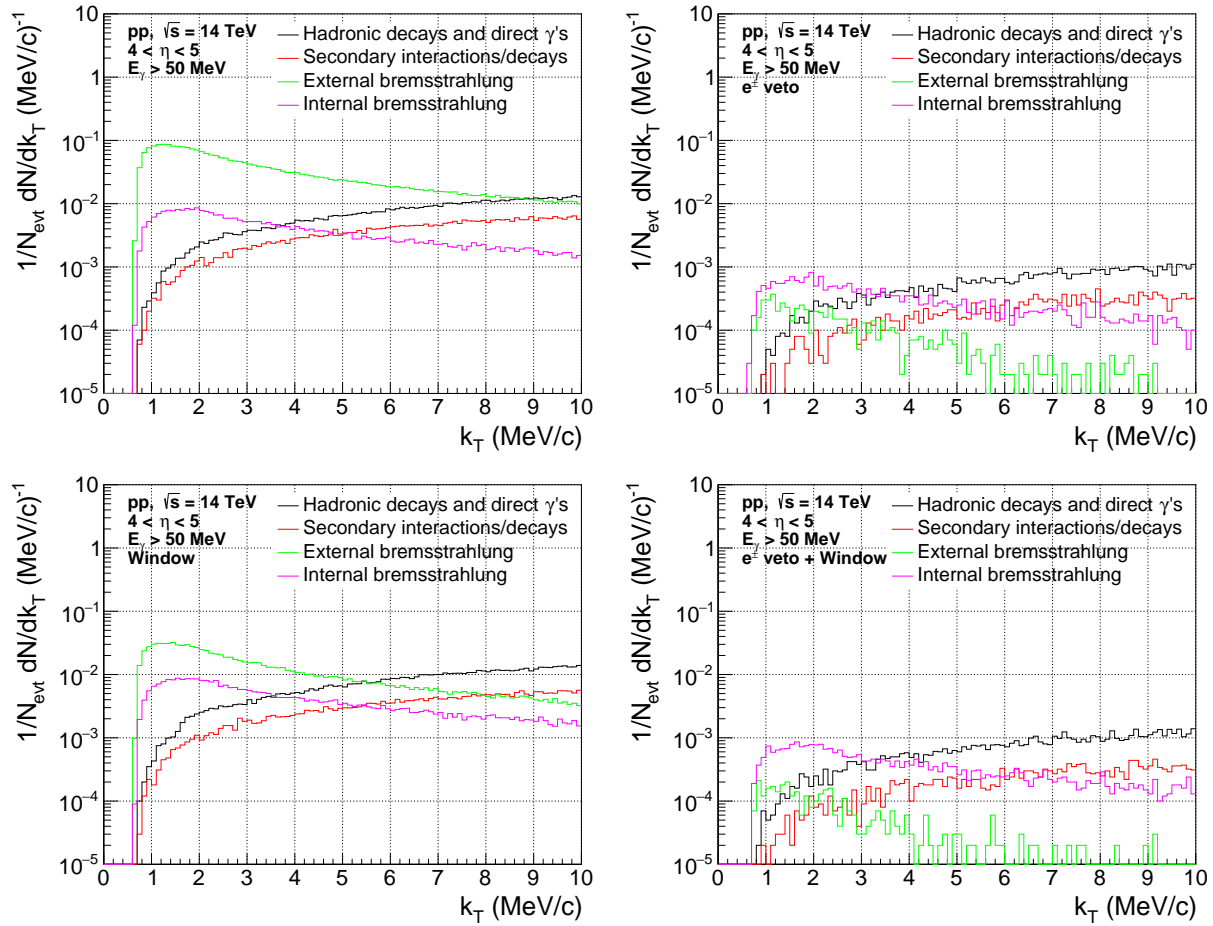 pp, √s = 14 TeV
4 < η < 5
Eγ > 50 MeV
Hadronic decays and direct γ's
Secondary interactions/decays
External bremsstrahlung
Internal bremsstrahlung
1/N_evt dN/dk_T (MeV/c)^-1
10
1
10^-1
10^-2
10^-3
10^-4
10^-5
0 1 2 3 4 5 6 7 8 9 10
k_T (MeV/c)
pp, √s = 14 TeV
4 < η < 5
Eγ > 50 MeV
e± veto
Hadronic decays and direct γ's
Secondary interactions/decays
External bremsstrahlung
Internal bremsstrahlung
1/N_evt dN/dk_T (MeV/c)^-1
10
1
10^-1
10^-2
10^-3
10^-4
10^-5
0 1 2 3 4 5 6 7 8 9 10
k_T (MeV/c)
pp, √s = 14 TeV
4 < η < 5
Eγ > 50 MeV
Window
Hadronic decays and direct γ's
Secondary interactions/decays
External bremsstrahlung
Internal bremsstrahlung
1/N_evt dN/dk_T (MeV/c)^-1
10
1
10^-1
10^-2
10^-3
10^-4
10^-5
0 1 2 3 4 5 6 7 8 9 10
k_T (MeV/c)
pp, √s = 14 TeV
4 < η < 5
Eγ > 50 MeV
e± veto + Window
Hadronic decays and direct γ's
Secondary interactions/decays
External bremsstrahlung
Internal bremsstrahlung
1/N_evt dN/dk_T (MeV/c)^-1
10
1
10^-1
10^-2
10^-3
10^-4
10^-5
0 1 2 3 4 5 6 7 8 9 10
k_T (MeV/c)